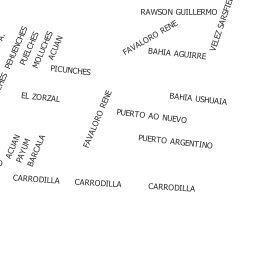 RAWSON GUILLERMO
VELEZ SARSFIE
FAVALORO RENE
BAHIA AGUIRRE
PEHUENCHES
PUELCHES
MOLUCHES
ACUAN
PICUNCHES
EL ZORZAL
BAHIA USHUAIA
FAVALORO RENE
PUERTO AO NUEVO
PUERTO ARGENTINO
ACUAN
PAYUM
BARCALA
CARRODILLA
CARRODILLA
CARRODILLA